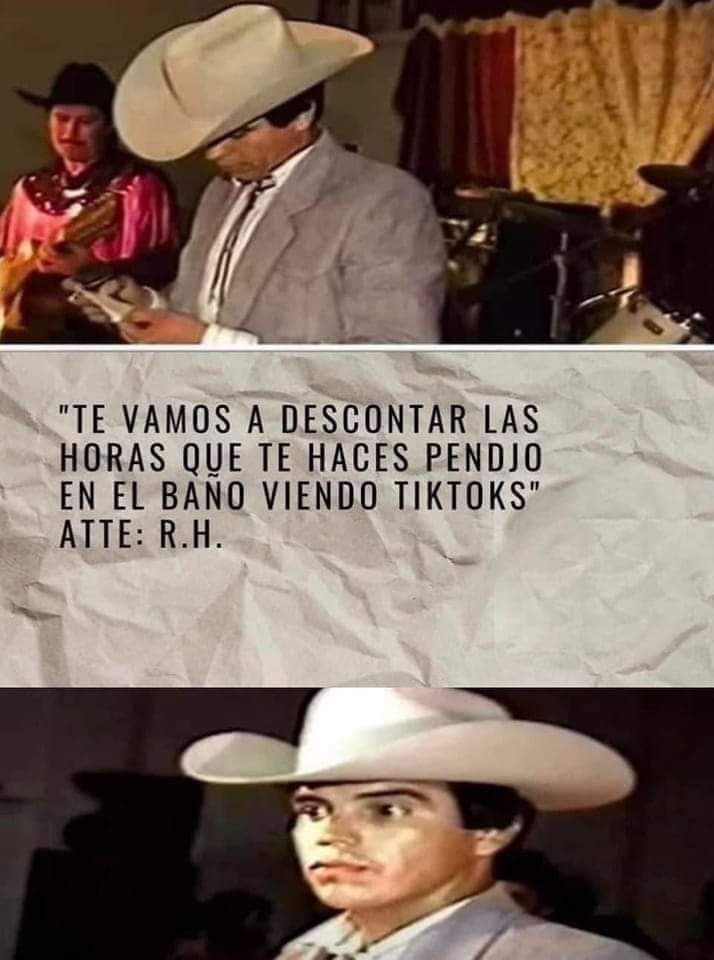 "TE VAMOS A DESCONTAR LAS
HORAS QUE TE HACES PENDJO
EN EL BAÑO VIENDO TIKTOKS"
ATTE: R.H.